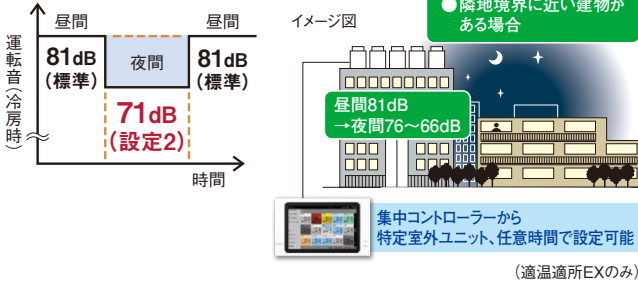 昼間
昼間
運転音(冷房時)
81dB
(標準)
夜間
81dB
(標準)
71dB
(設定2)
時間
イメージ図
●隣地境界に近い建物が
ある場合
昼間81dB
→夜間76〜66dB
集中コントローラーから
特定室外ユニット、任意時間で設定可能
(適温適所EXのみ)